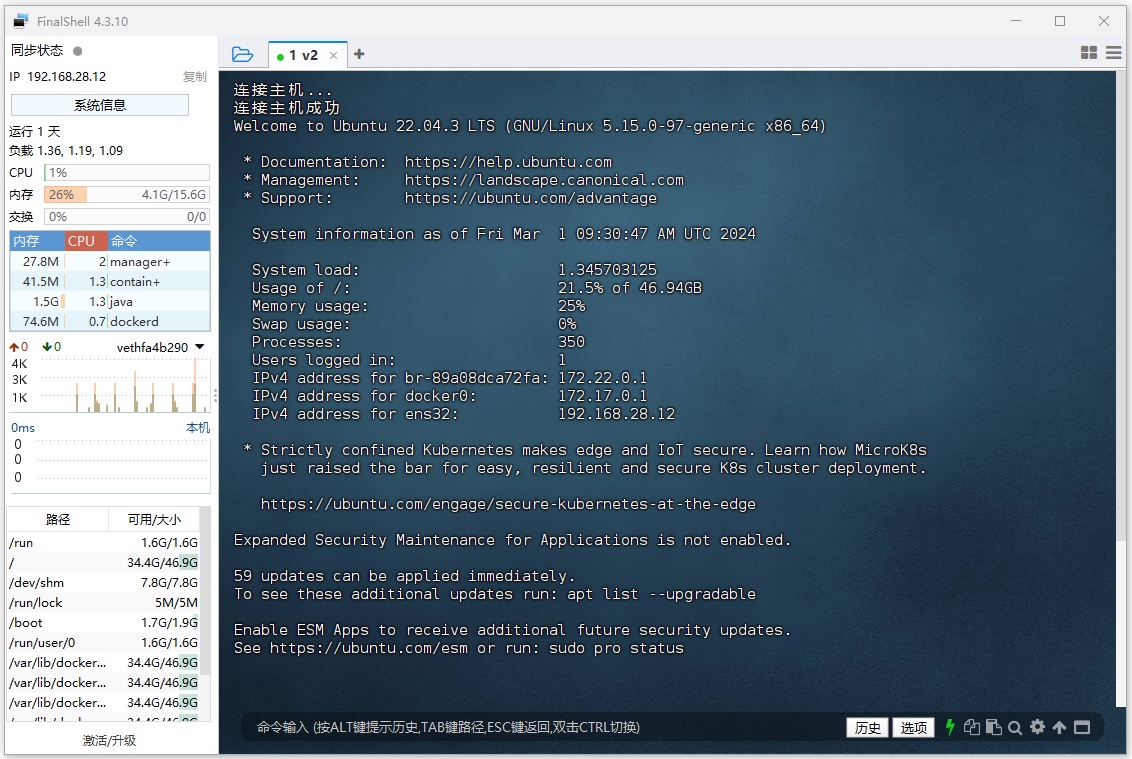 FinalShell 4.3.10
同步状态
IP 192.168.28.12 复制
系统信息
运行 1 天
负载 1.36, 1.19, 1.09
CPU 1%
内存 26% 4.1G/15.6G
交换 0% 0/0
内存 CPU 命令
27.8M 2 manager+
41.5M 1.3 contain+
1.5G 1.3 java
74.6M 0.7 dockerd
0 0 vethfa4b290
4K
3K
1K
0ms 本机
0
0
0
路径 可用/大小
/run 1.6G/1.6G
/ 34.4G/46.9G
/dev/shm 7.8G/7.8G
/run/lock 5M/5M
/boot 1.7G/1.9G
/run/user/0 1.6G/1.6G
/var/lib/docker... 34.4G/46.9G
/var/lib/docker... 34.4G/46.9G
/var/lib/docker... 34.4G/46.9G
激活/升级
1 v2
连接主机...
连接主机成功
Welcome to Ubuntu 22.04.3 LTS (GNU/Linux 5.15.0-97-generic x86_64)
* Documentation: https://help.ubuntu.com
* Management: https://landscape.canonical.com
* Support: https://ubuntu.com/advantage
System information as of Fri Mar 1 09:30:47 AM UTC 2024
System load: 1.345703125
Usage of /: 21.5% of 46.94GB
Memory usage: 25%
Swap usage: 0%
Processes: 350
Users logged in: 1
IPv4 address for br-89a08dca72fa: 172.22.0.1
IPv4 address for docker0: 172.17.0.1
IPv4 address for ens32: 192.168.28.12
* Strictly confined Kubernetes makes edge and IoT secure. Learn how MicroK8s
just raised the bar for easy, resilient and secure K8s cluster deployment.
https://ubuntu.com/engage/secure-kubernetes-at-the-edge
Expanded Security Maintenance for Applications is not enabled.
59 updates can be applied immediately.
To see these additional updates run: apt list --upgradable
Enable ESM Apps to receive additional future security updates.
See https://ubuntu.com/esm or run: sudo pro status
命令输入 (按ALT键提示历史,TAB键路径,ESC键返回,双击CTRL切换) 历史 选项